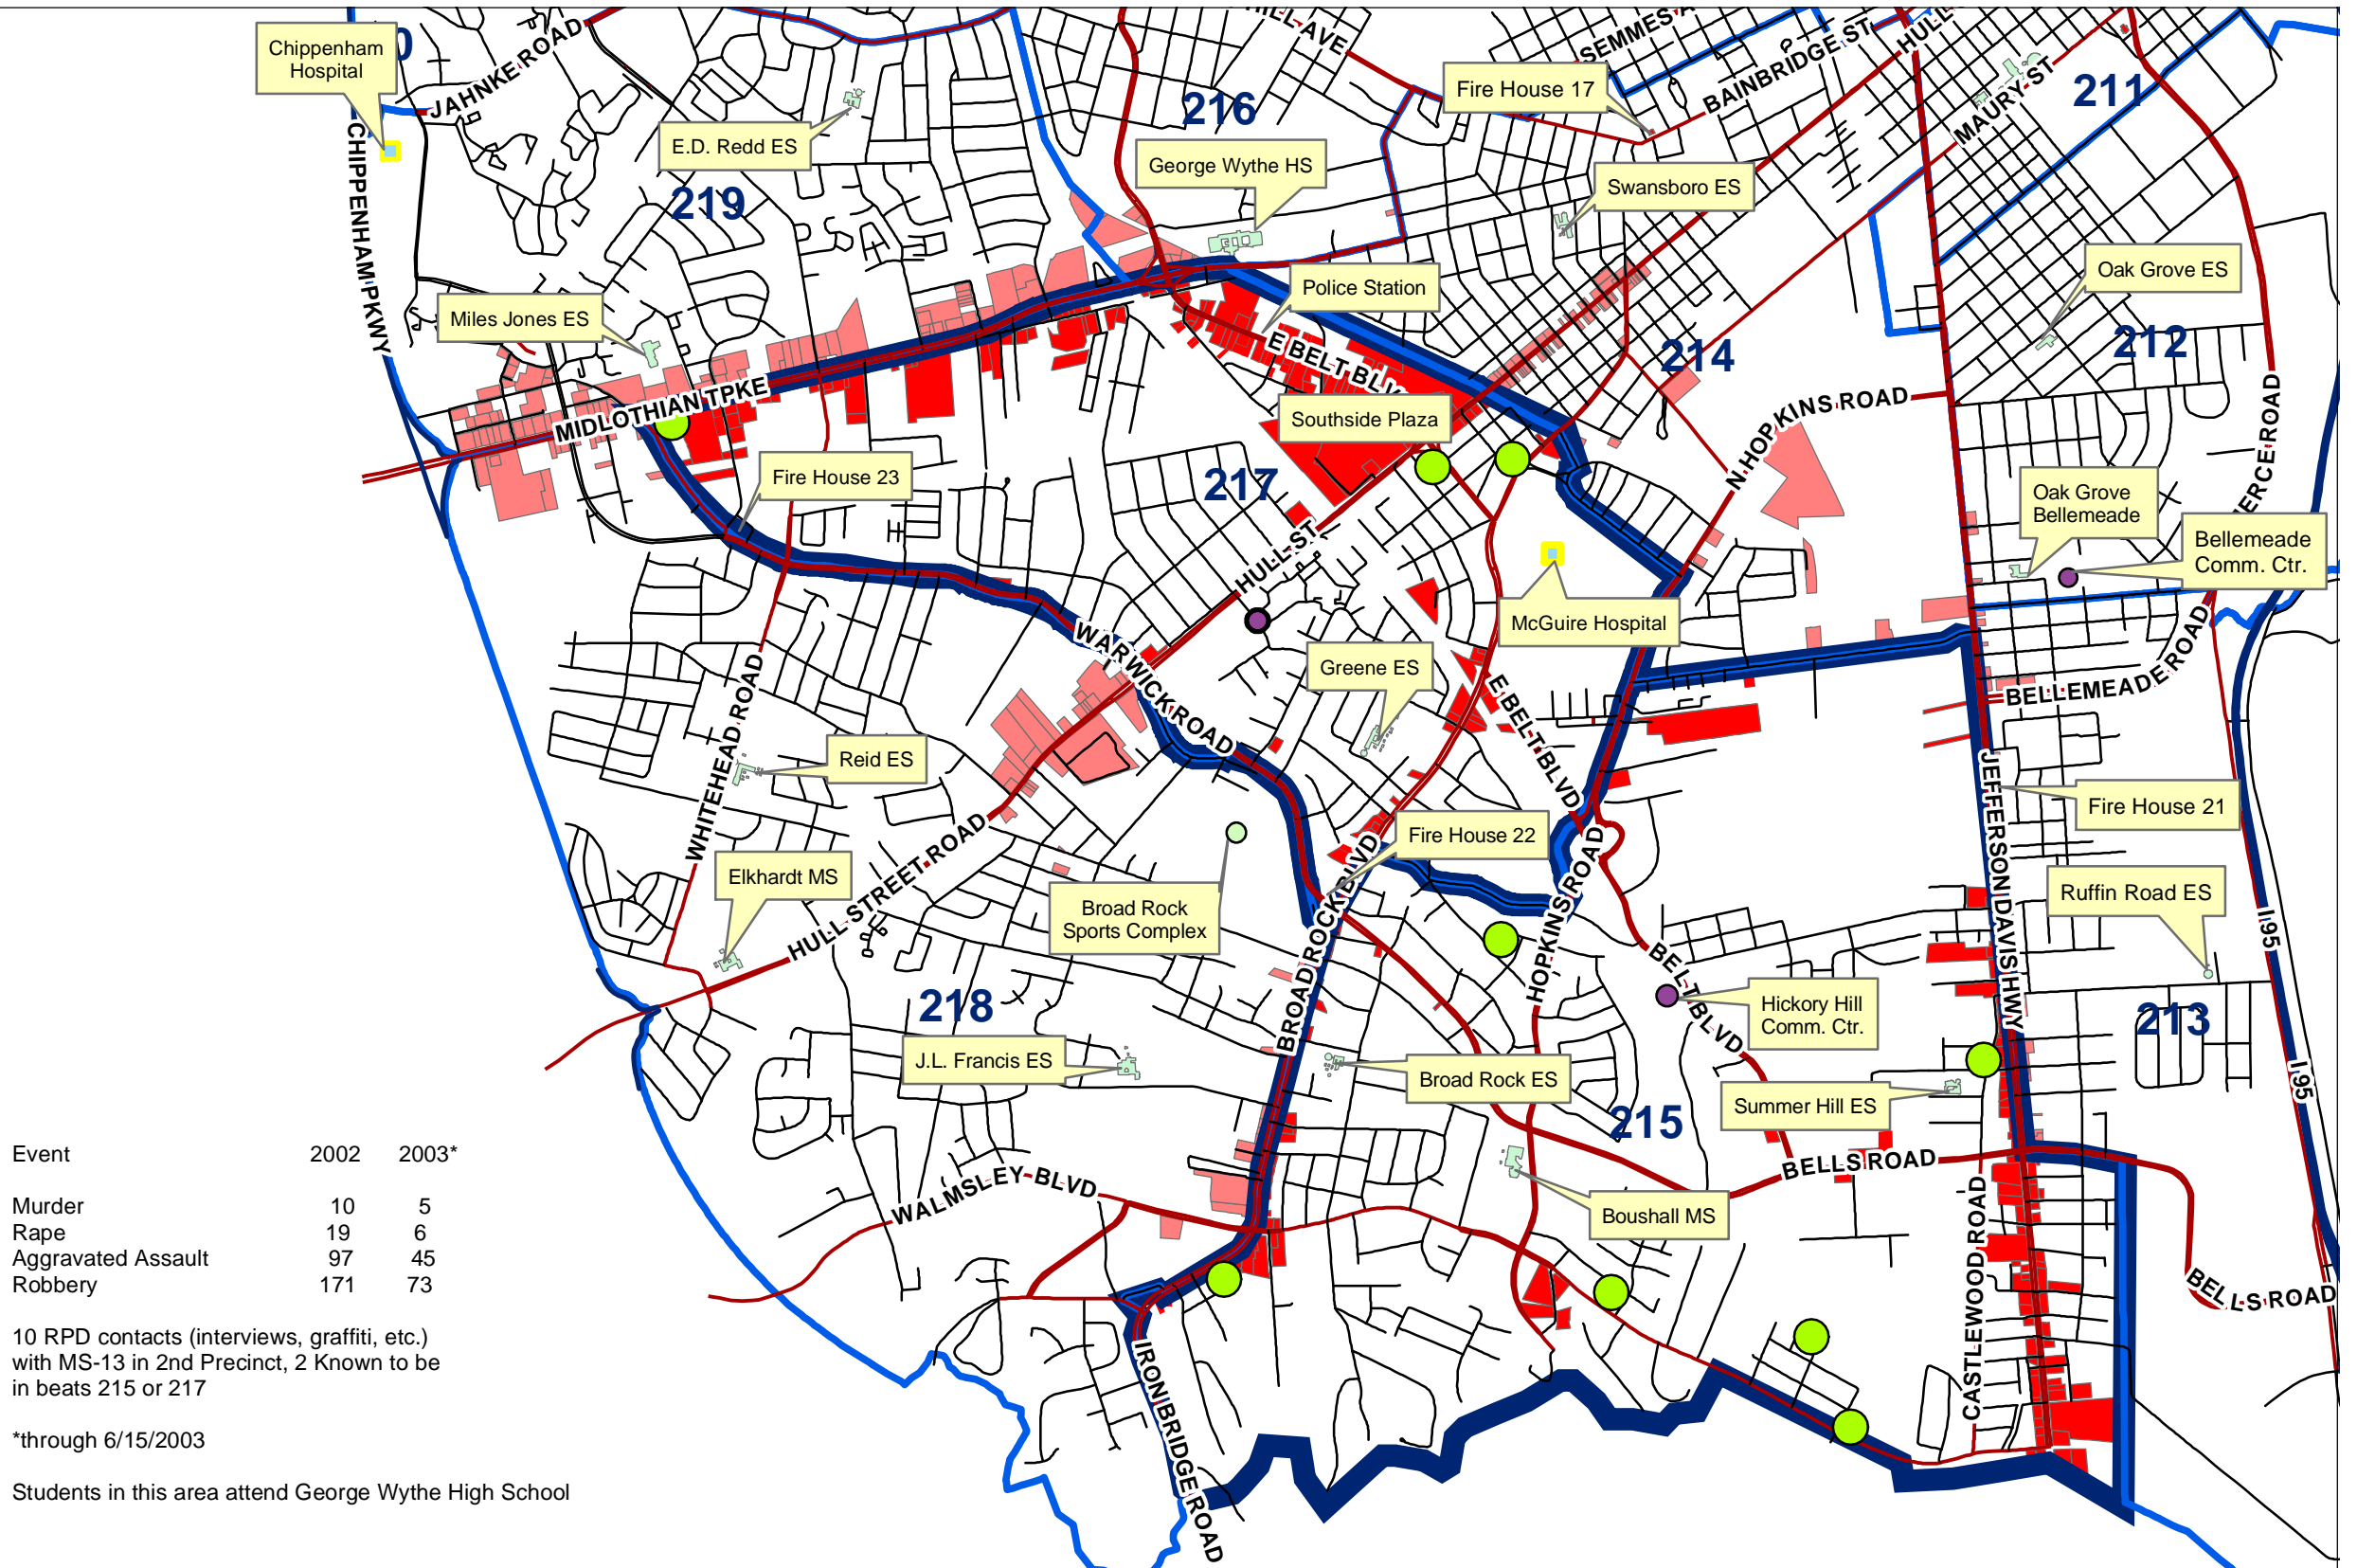 Chippenham
Hospital
0
JAHNKE ROAD
HILL AVE
SEMMES A
BAINBRIDGE ST
HULL
MAURY ST
211
Fire House 17
216
E.D. Redd ES
George Wythe HS
Swansboro ES
219
CHIPPENHAM PKWY
Oak Grove ES
Police Station
Miles Jones ES
212
214
E BELT BLV
MIDLOTHIAN TPKE
Southside Plaza
N HOPKINS ROAD
ERCE ROAD
Fire House 23
217
Oak Grove
Bellemeade
Bellemeade
Comm. Ctr.
HULL ST
McGuire Hospital
WARWICK ROAD
Greene ES
BELLEMEADE ROAD
WHITEHEAD ROAD
E BELT BLVD
Reid ES
JEFFERSON DAVIS HWY
Fire House 21
Fire House 22
HULL STREET ROAD
Elkhardt MS
BROAD ROCK BLVD
HOPKINS ROAD
Ruffin Road ES
Broad Rock
Sports Complex
I 95
BELT BLVD
218
Hickory Hill
Comm. Ctr.
213
J.L. Francis ES
Broad Rock ES
I 95
Summer Hill ES
215
BELLS ROAD
WALMSLEY BLVD
Boushall MS
CASTLEWOOD ROAD
BELLS ROAD
IRON BRIDGE ROAD
Event 2002 2003*
Murder 10 5
Rape 19 6
Aggravated Assault 97 45
Robbery 171 73
10 RPD contacts (interviews, graffiti, etc.)
with MS-13 in 2nd Precinct, 2 Known to be
in beats 215 or 217
*through 6/15/2003
Students in this area attend George Wythe High School